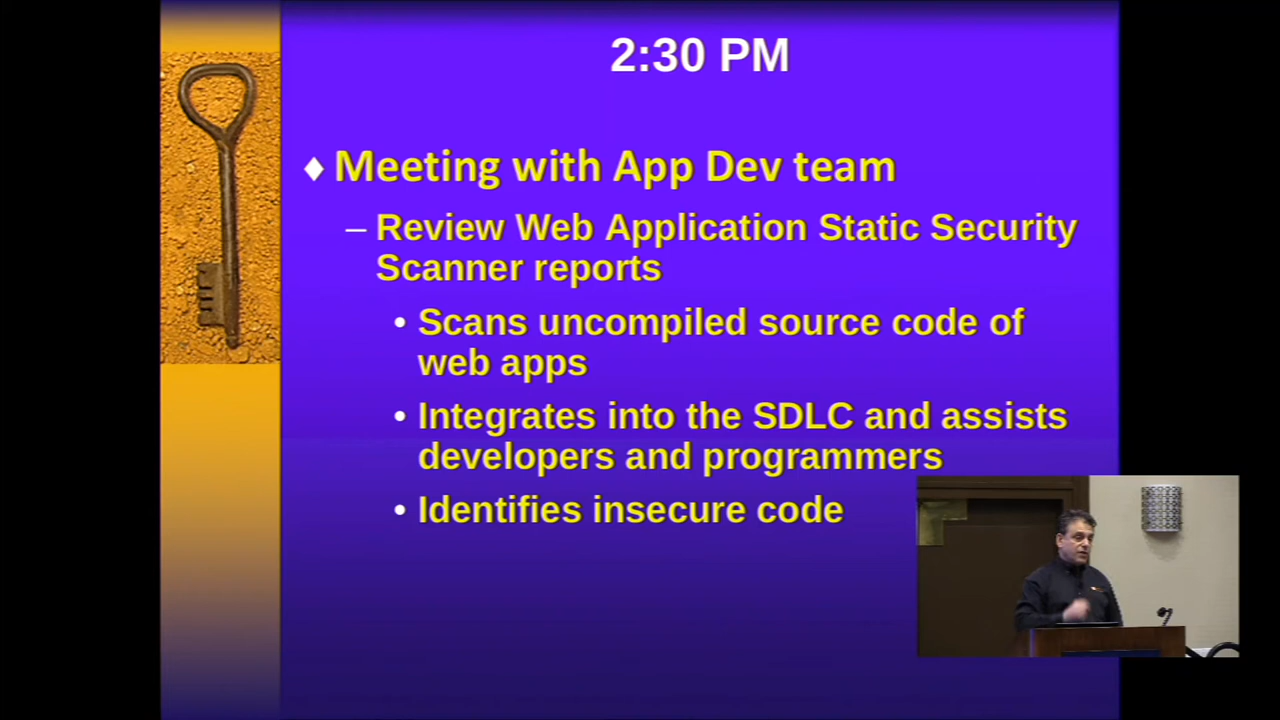 2:30 PM
♦ Meeting with App Dev team
– Review Web Application Static Security
Scanner reports
• Scans uncompiled source code of
web apps
• Integrates into the SDLC and assists
developers and programmers
• Identifies insecure code